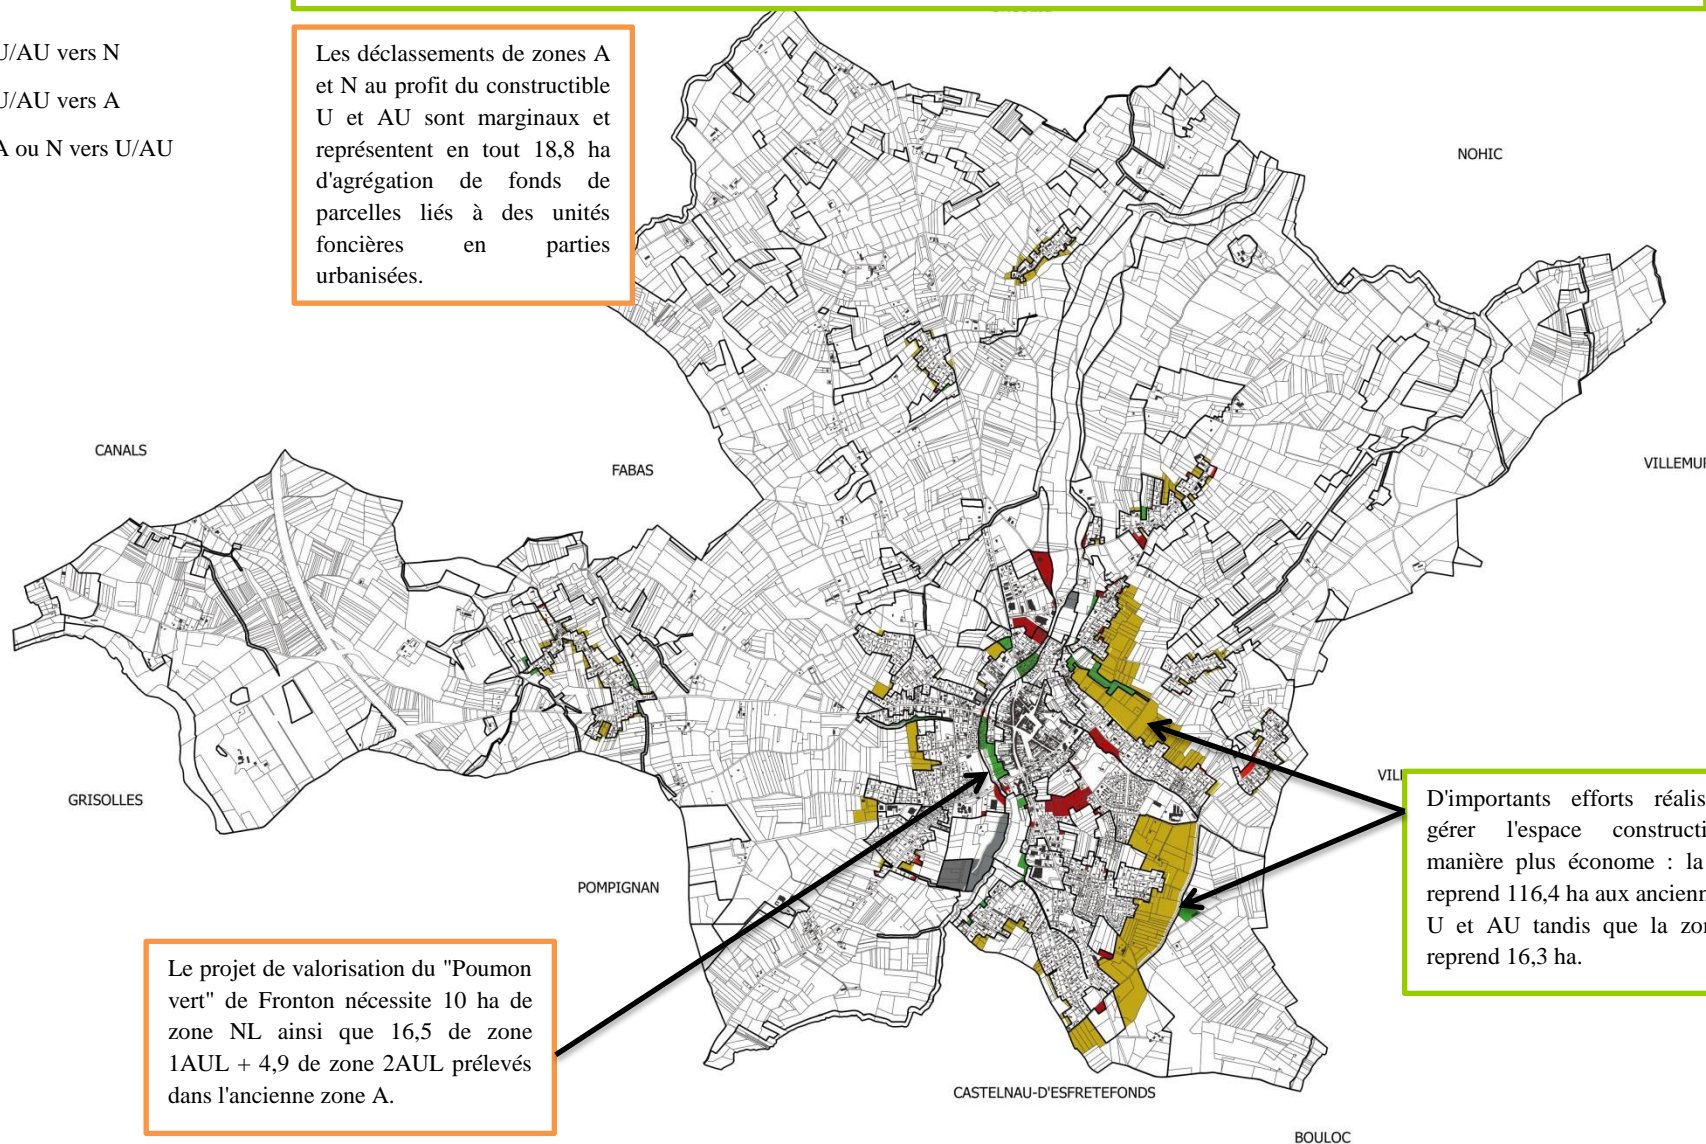 U/AU vers N
U/AU vers A
A ou N vers U/AU
Les déclassements de zones A
et N au profit du constructible
U et AU sont marginaux et
représentent en tout 18,8 ha
d'agrégation de fonds de
parcelles liés à des unités
foncières en parties
urbanisées.
NOHIC
CANALS
FABAS
VILLEMUR
GRISOLLES
POMPIGNAN
VIL
D'importants efforts réalis
gérer l'espace constructi
manière plus économe : la
reprend 116,4 ha aux ancienn
U et AU tandis que la zon
reprend 16,3 ha.
Le projet de valorisation du "Poumon
vert" de Fronton nécessite 10 ha de
zone NL ainsi que 16,5 de zone
1AUL + 4,9 de zone 2AUL prélevés
dans l'ancienne zone A.
CASTELNAU-D'ESFRETEFONDS
BOULOC